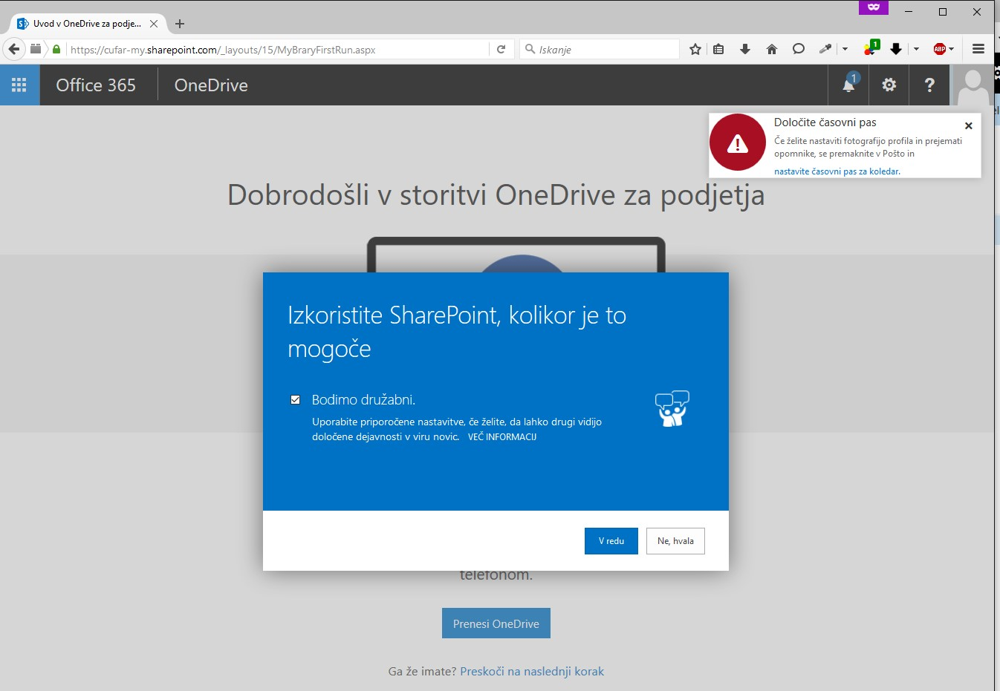 Uvod v OneDrive za podje...
https://cufar-my.sharepoint.com/_layouts/15/MyBraryFirstRun.aspx
Iskanje
1
ABP
Office 365
OneDrive
1
?
Določite časovni pas
Če želite nastaviti fotografijo profila in prejemati
opomnike, se premaknite v Pošto in
nastavite časovni pas za koledar.
Dobrodošli v storitvi OneDrive za podjetja
Izkoristite SharePoint, kolikor je to
mogoče
Bodimo družabni.
Uporabite priporočene nastavitve, če želite, da lahko drugi vidijo
določene dejavnosti v viru novic. VEČ INFORMACIJ
V redu
Ne, hvala
telefonom.
Prenesi OneDrive
Ga že imate? Preskoči na naslednji korak